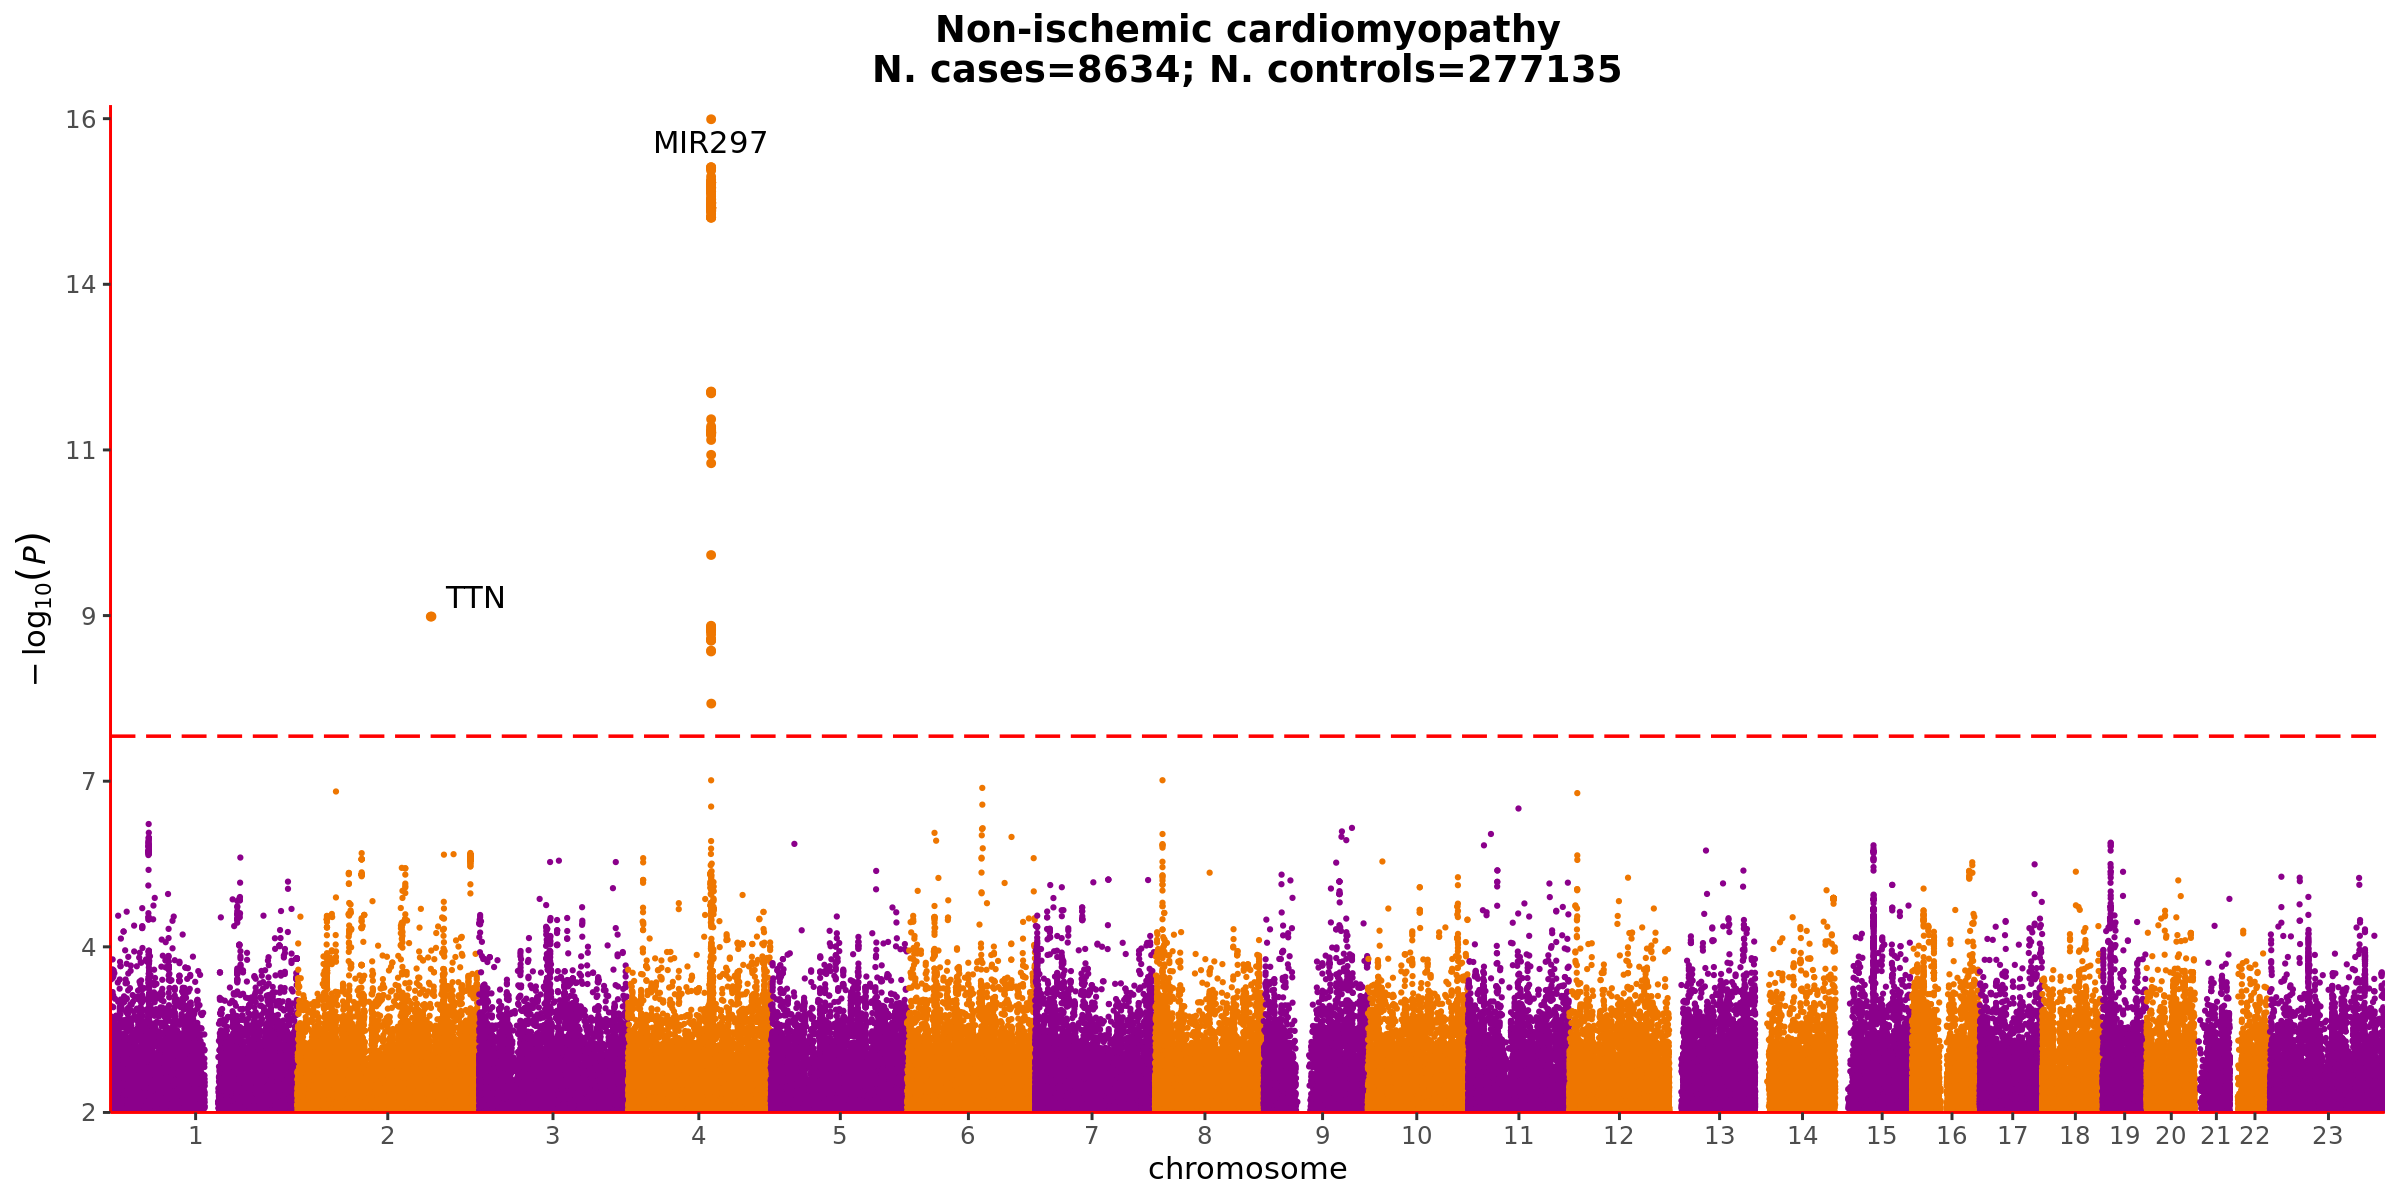 Non-ischemic cardiomyopathy
N. cases=8634; N. controls=277135
16
MIR297
14
11
9
TTN
7
4
2
− log10(P)
1 2 3 4 5 6 7 8 9 10 11 12 13 14 15 16 17 18 19 20 21 22 23
chromosome